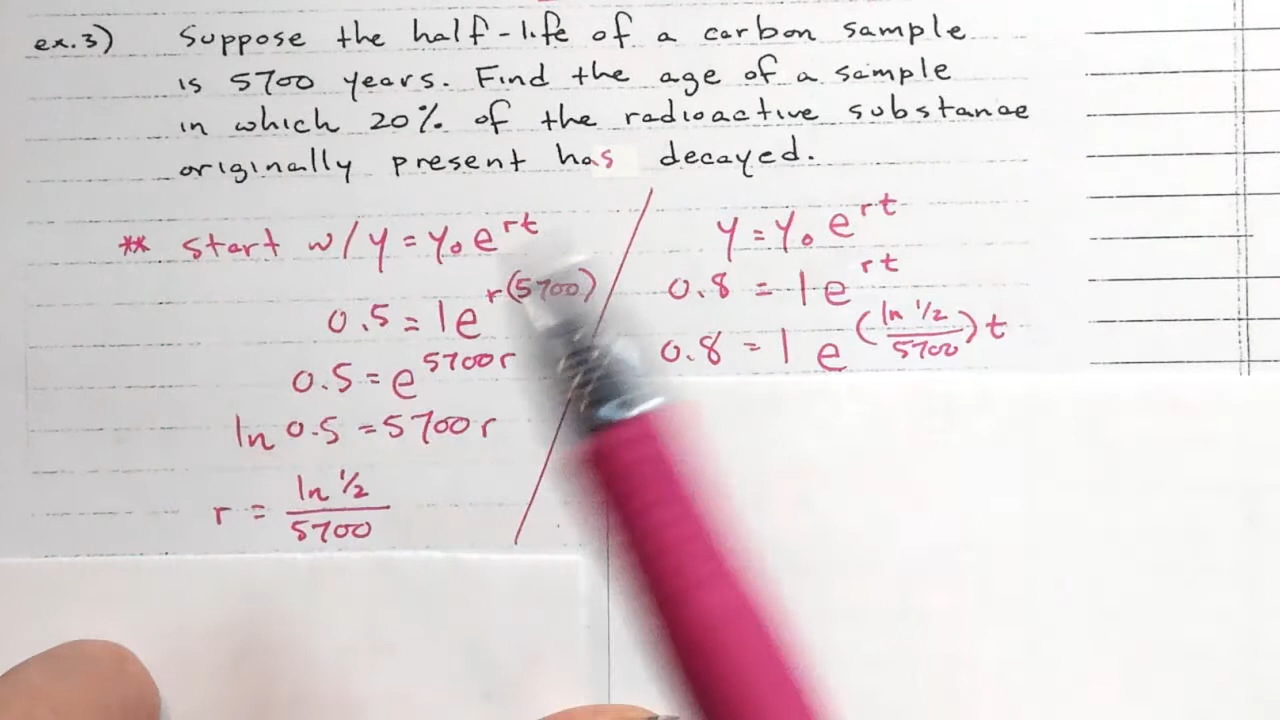 ex.3) Suppose the half-life of a carbon sample
is 5700 years. Find the age of a sample
in which 20% of the radioactive substance
originally present has decayed.
** start w/ y = y₀e^rt
0.5 = 1e^r(5700)
0.5 = e^5700r
ln 0.5 = 5700r
r = ln ½ / 5700
y = y₀e^rt
0.8 = 1e^rt
0.8 = 1e^(ln ½ / 5700)t